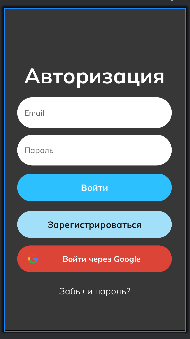 Авторизация
Email
Пароль
Войти
Зарегистрироваться
Войти через Google
Забыли пароль?